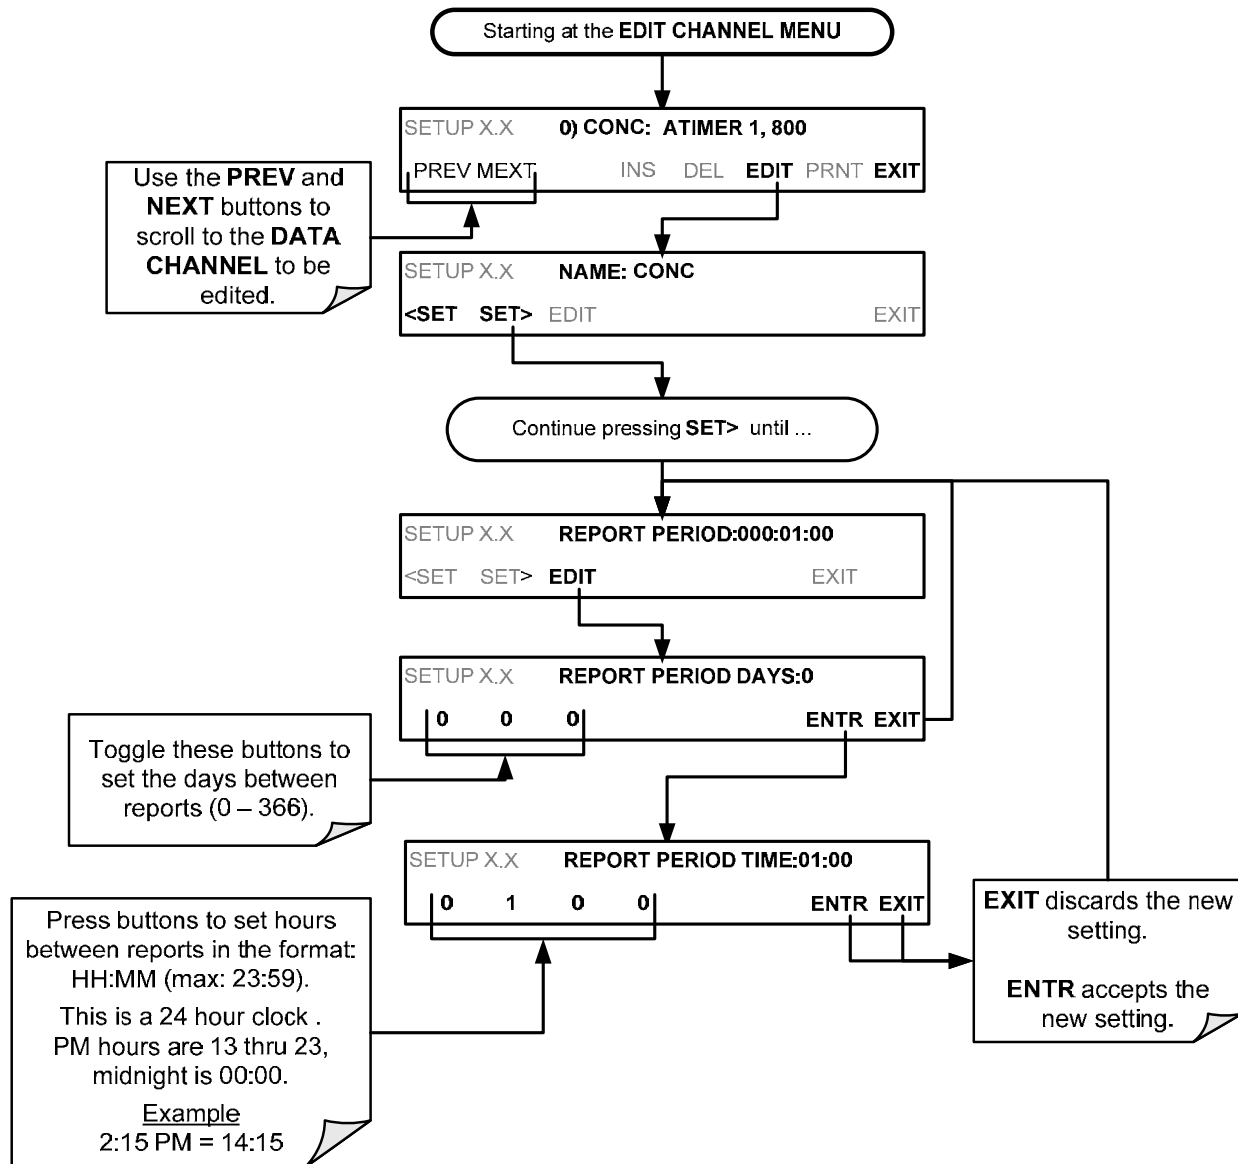 Starting at the EDIT CHANNEL MENU
SETUP X.X 0) CONC: ATIMER 1, 800
PREV MEXT INS DEL EDIT PRNT EXIT
Use the PREV and
NEXT buttons to
scroll to the DATA
CHANNEL to be
edited.
SETUP X.X NAME: CONC
<SET SET> EDIT EXIT
Continue pressing SET> until ...
SETUP X.X REPORT PERIOD:000:01:00
<SET SET> EDIT EXIT
SETUP X.X REPORT PERIOD DAYS:0
0 0 0 ENTR EXIT
Toggle these buttons to
set the days between
reports (0 – 366).
SETUP X.X REPORT PERIOD TIME:01:00
0 1 0 0 ENTR EXIT
Press buttons to set hours
between reports in the format:
HH:MM (max: 23:59).
This is a 24 hour clock .
PM hours are 13 thru 23,
midnight is 00:00.
Example
2:15 PM = 14:15
EXIT discards the new
setting.
ENTR accepts the
new setting.